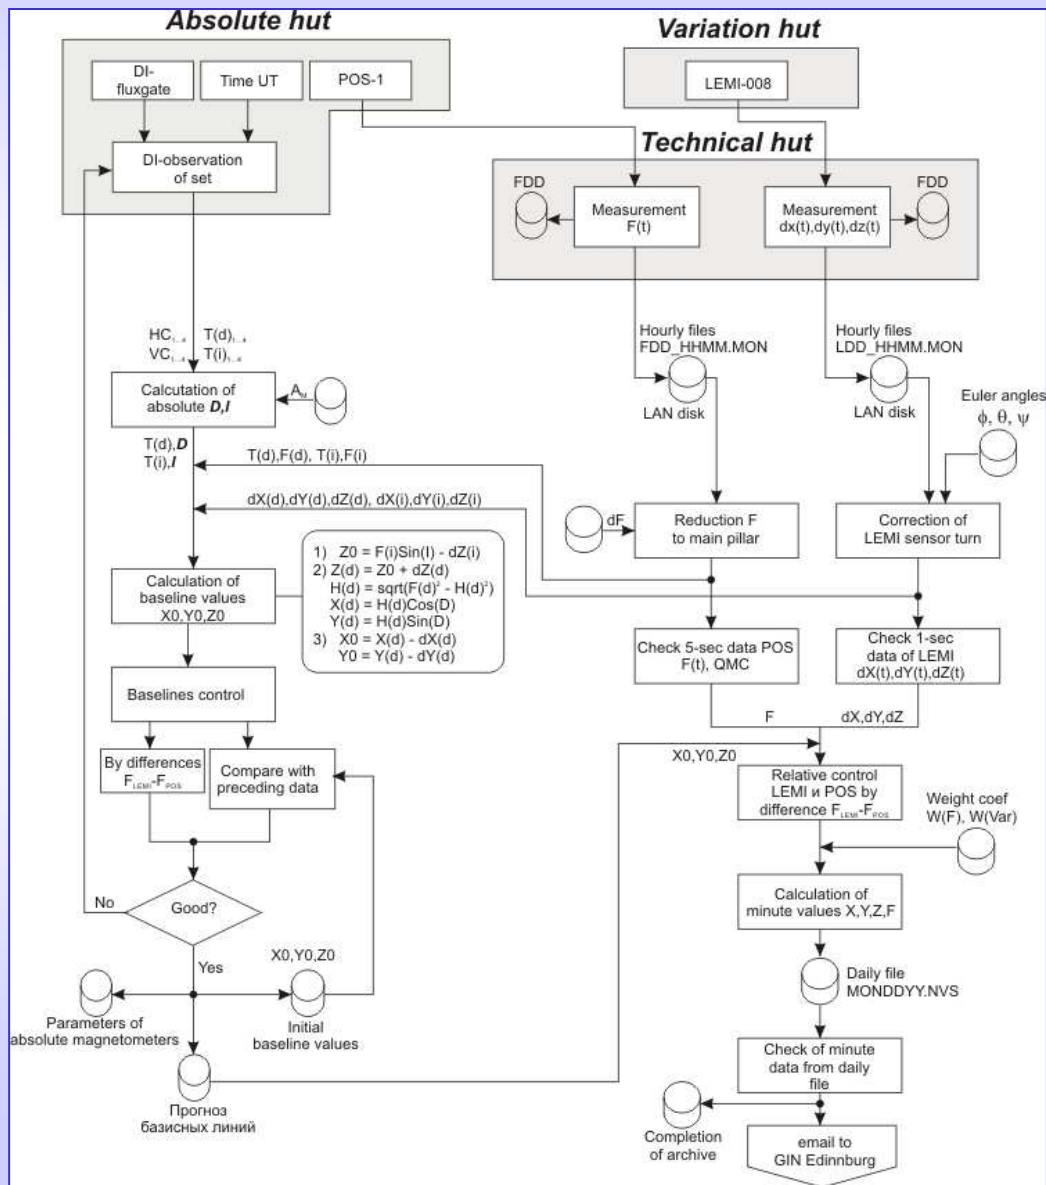 Absolute hut
Variation hut
DI-
fluxgate
Time UT
POS-1
LEMI-008
DI-observation
of set
Technical hut
FDD
Measurement
F(t)
Measurement
dx(t),dy(t),dz(t)
FDD
HC1...4 T(d)1...4
VC1...4 T(i)1...4
Hourly files
FDD_HHMM.MON
LAN disk
Hourly files
LDD_HHMM.MON
LAN disk
Calcutation of
absolute D,I
AM
Euler angles
ϕ, θ, ψ
T(d),D
T(i),I
T(d),F(d), T(i),F(i)
dX(d),dY(d),dZ(d), dX(i),dY(i),dZ(i)
dF
Reduction F
to main pillar
Correction of
LEMI sensor turn
Calculation of
baseline values
X0,Y0,Z0
1) Z0 = F(i)Sin(I) - dZ(i)
2) Z(d) = Z0 + dZ(d)
H(d) = sqrt(F(d)² - H(d)²)
X(d) = H(d)Cos(D)
Y(d) = H(d)Sin(D)
3) X0 = X(d) - dX(d)
Y0 = Y(d) - dY(d)
Check 5-sec data POS
F(t), QMC
Check 1-sec
data of LEMI
dX(t),dY(t),dZ(t)
Baselines control
F
dX,dY,dZ
By differences
FLEMI-FPOS
Compare with
preceding data
X0,Y0,Z0
Relative control
LEMI и POS by
difference FLEMI-FPOS
Weight coef
W(F), W(Var)
No
Good?
Calculation of
minute values X,Y,Z,F
Yes
X0,Y0,Z0
Daily file
MONDDYY.NVS
Parameters of
absolute magnetometers
Initial
baseline values
Check of minute
data from daily
file
Прогноз
базисных линий
Completion
of archive
email to
GIN Edinnburg